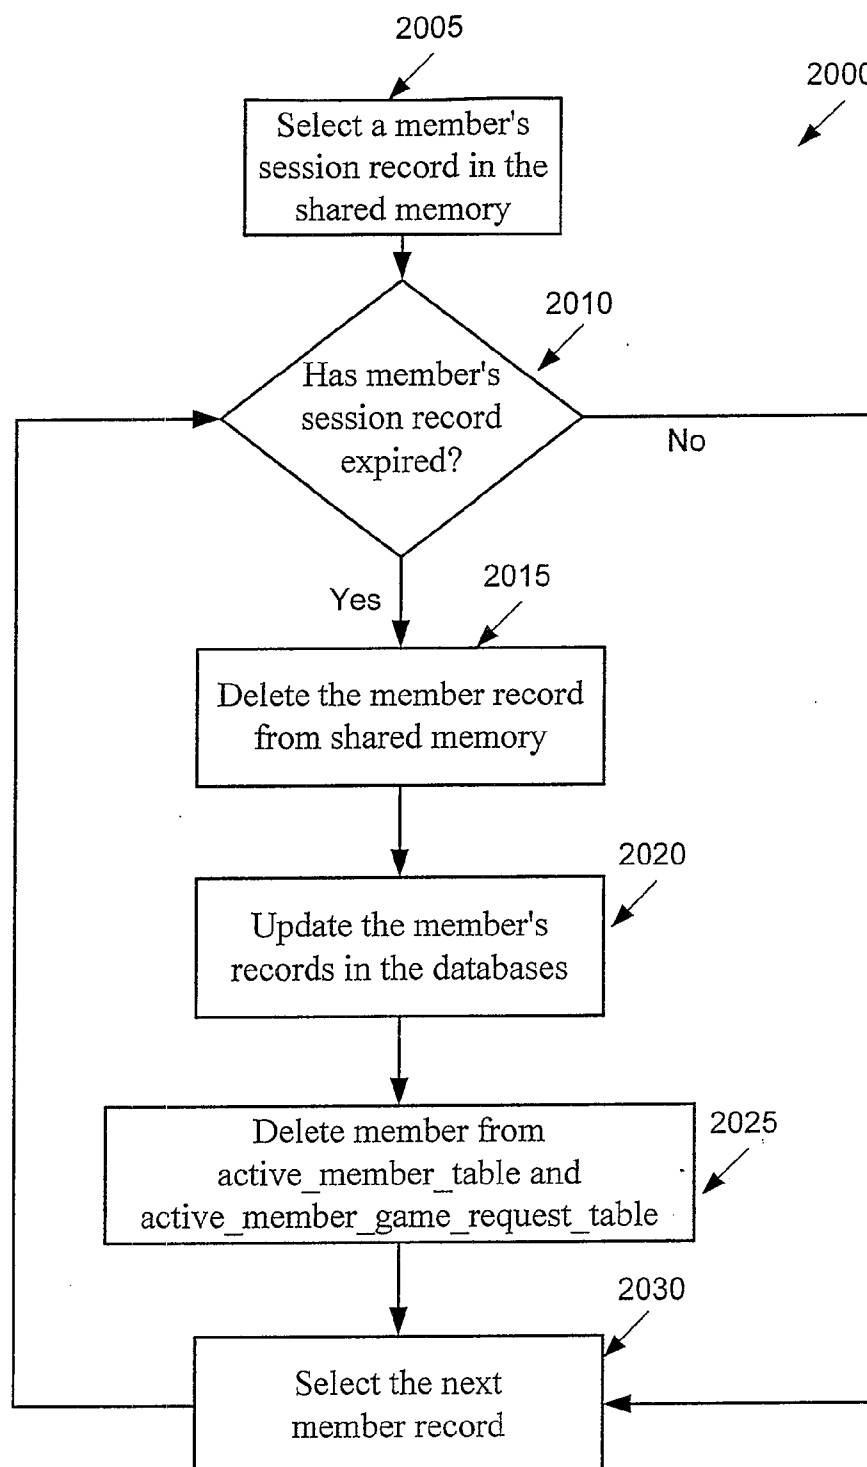 2005
2000
Select a member's
session record in the
shared memory
2010
Has member's
session record
expired?
No
Yes
2015
Delete the member record
from shared memory
2020
Update the member's
records in the databases
2025
Delete member from
active_member_table and
active_member_game_request_table
2030
Select the next
member record